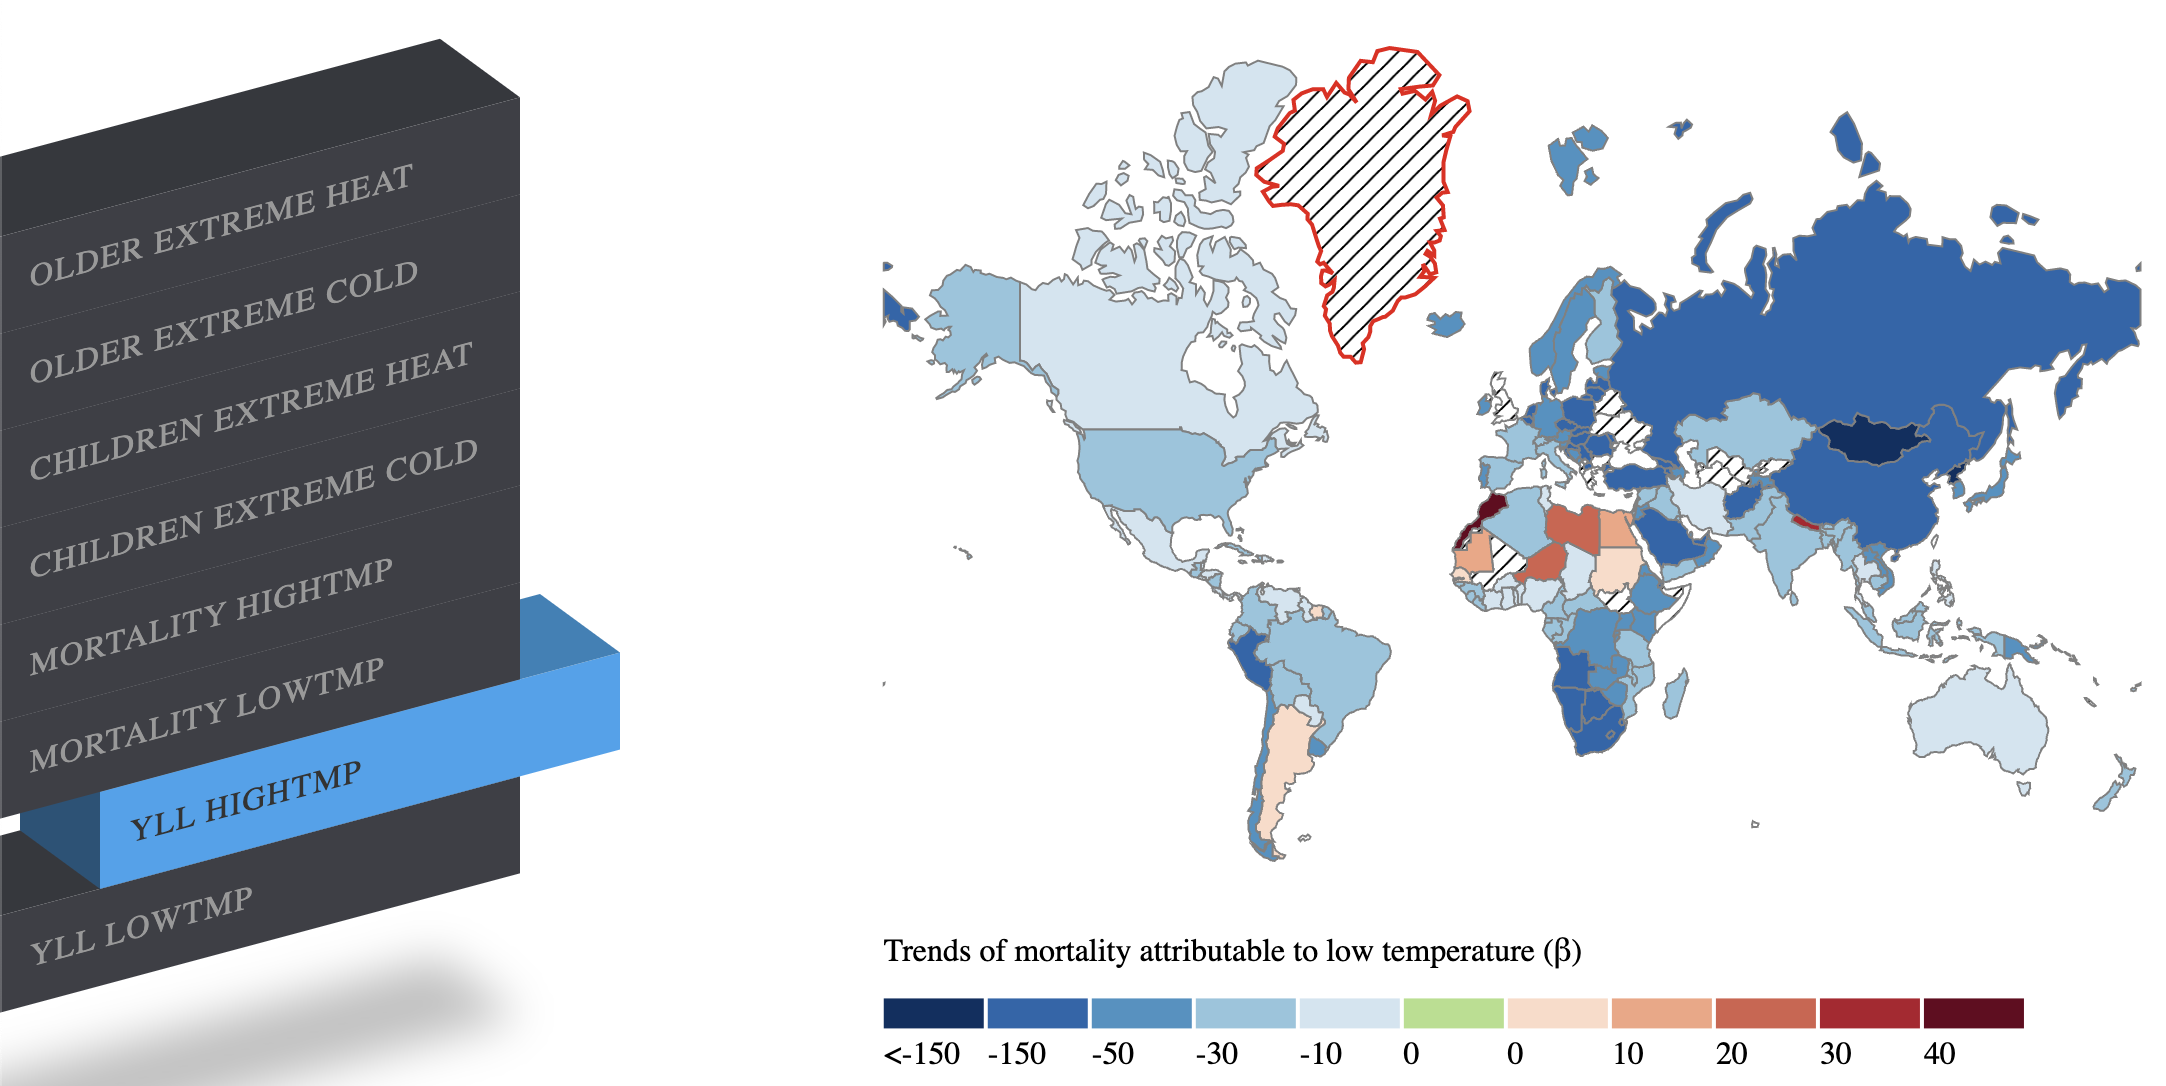 OLDER EXTREME HEAT
OLDER EXTREME COLD
CHILDREN EXTREME HEAT
CHILDREN EXTREME COLD
MORTALITY HIGHTMP
MORTALITY LOWTMP
YLL HIGHTMP
YLL LOWTMP
Trends of mortality attributable to low temperature (β)
<-150 -150 -50 -30 -10 0 0 10 20 30 40